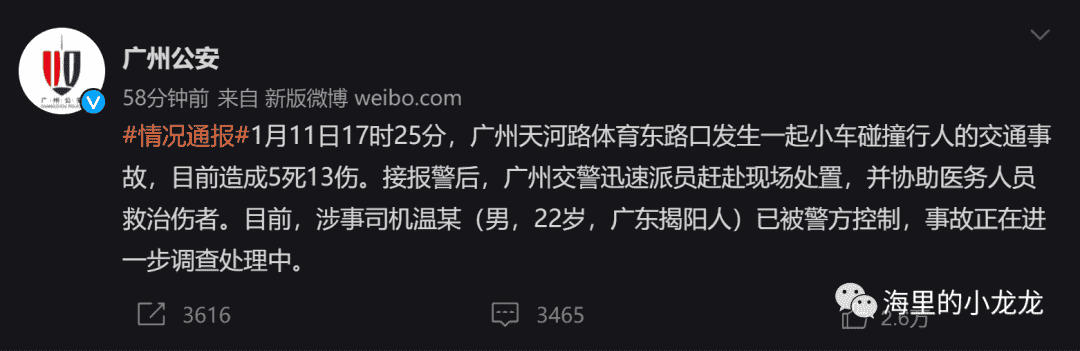 广州公安
58分钟前 来自 新版微博 weibo.com
#情况通报#1月11日17时25分，广州天河路体育东路口发生一起小车碰撞行人的交通事
故，目前造成5死13伤。接报警后，广州交警迅速派员赶赴现场处置，并协助医务人员
救治伤者。目前，涉事司机温某（男，22岁，广东揭阳人）已被警方控制，事故正在进
一步调查处理中。
3616
3465
2.6万
海里的小龙龙